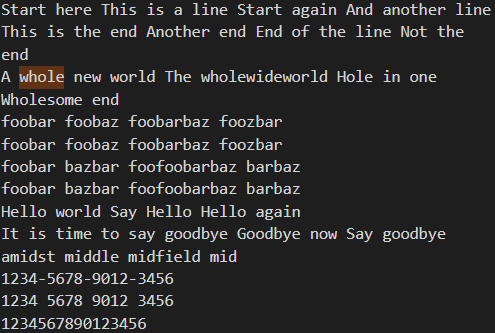 Start here This is a line Start again And another line
This is the end Another end End of the line Not the
end
A whole new world The wholewideworld Hole in one
Wholesome end
foobar foobaz foobarbaz foozbar
foobar foobaz foobarbaz foozbar
foobar bazbar foofoobarbaz barbaz
foobar bazbar foofoobarbaz barbaz
Hello world Say Hello Hello again
It is time to say goodbye Goodbye now Say goodbye
amidst middle midfield mid
1234-5678-9012-3456
1234 5678 9012 3456
1234567890123456